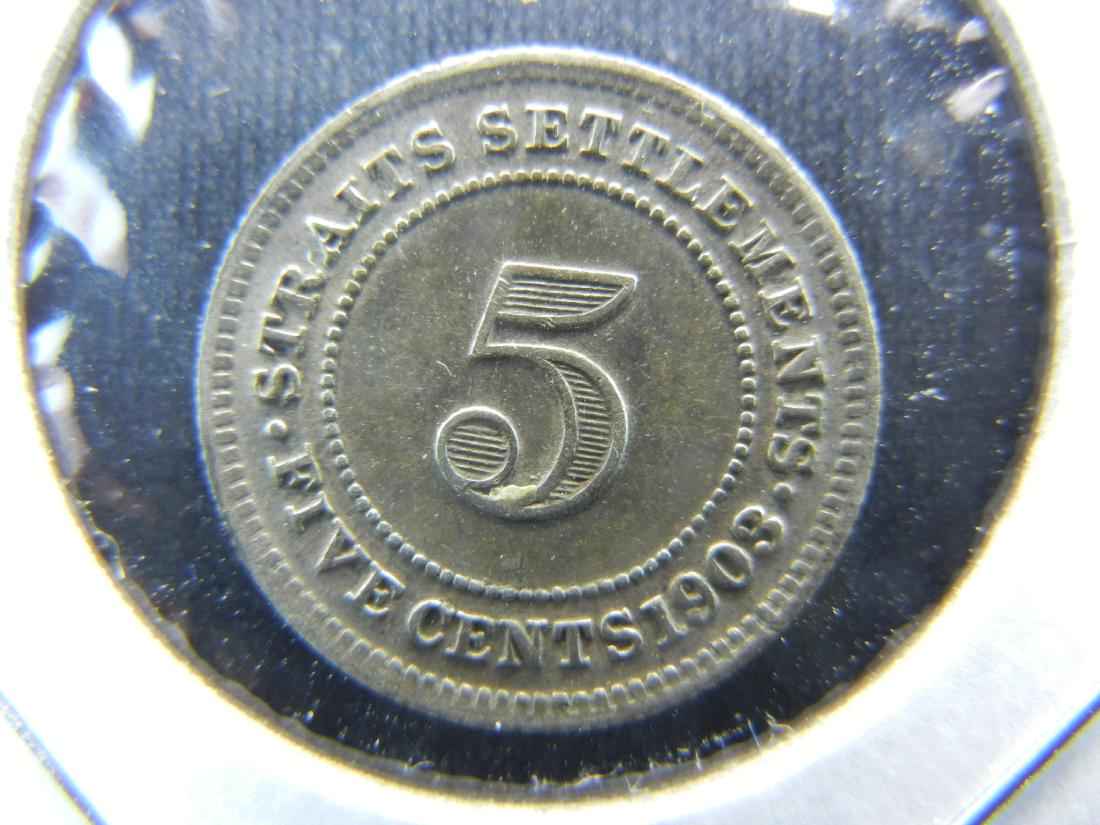 · STRAITS SETTLEMENTS ·
FIVE CENTS 1903
5